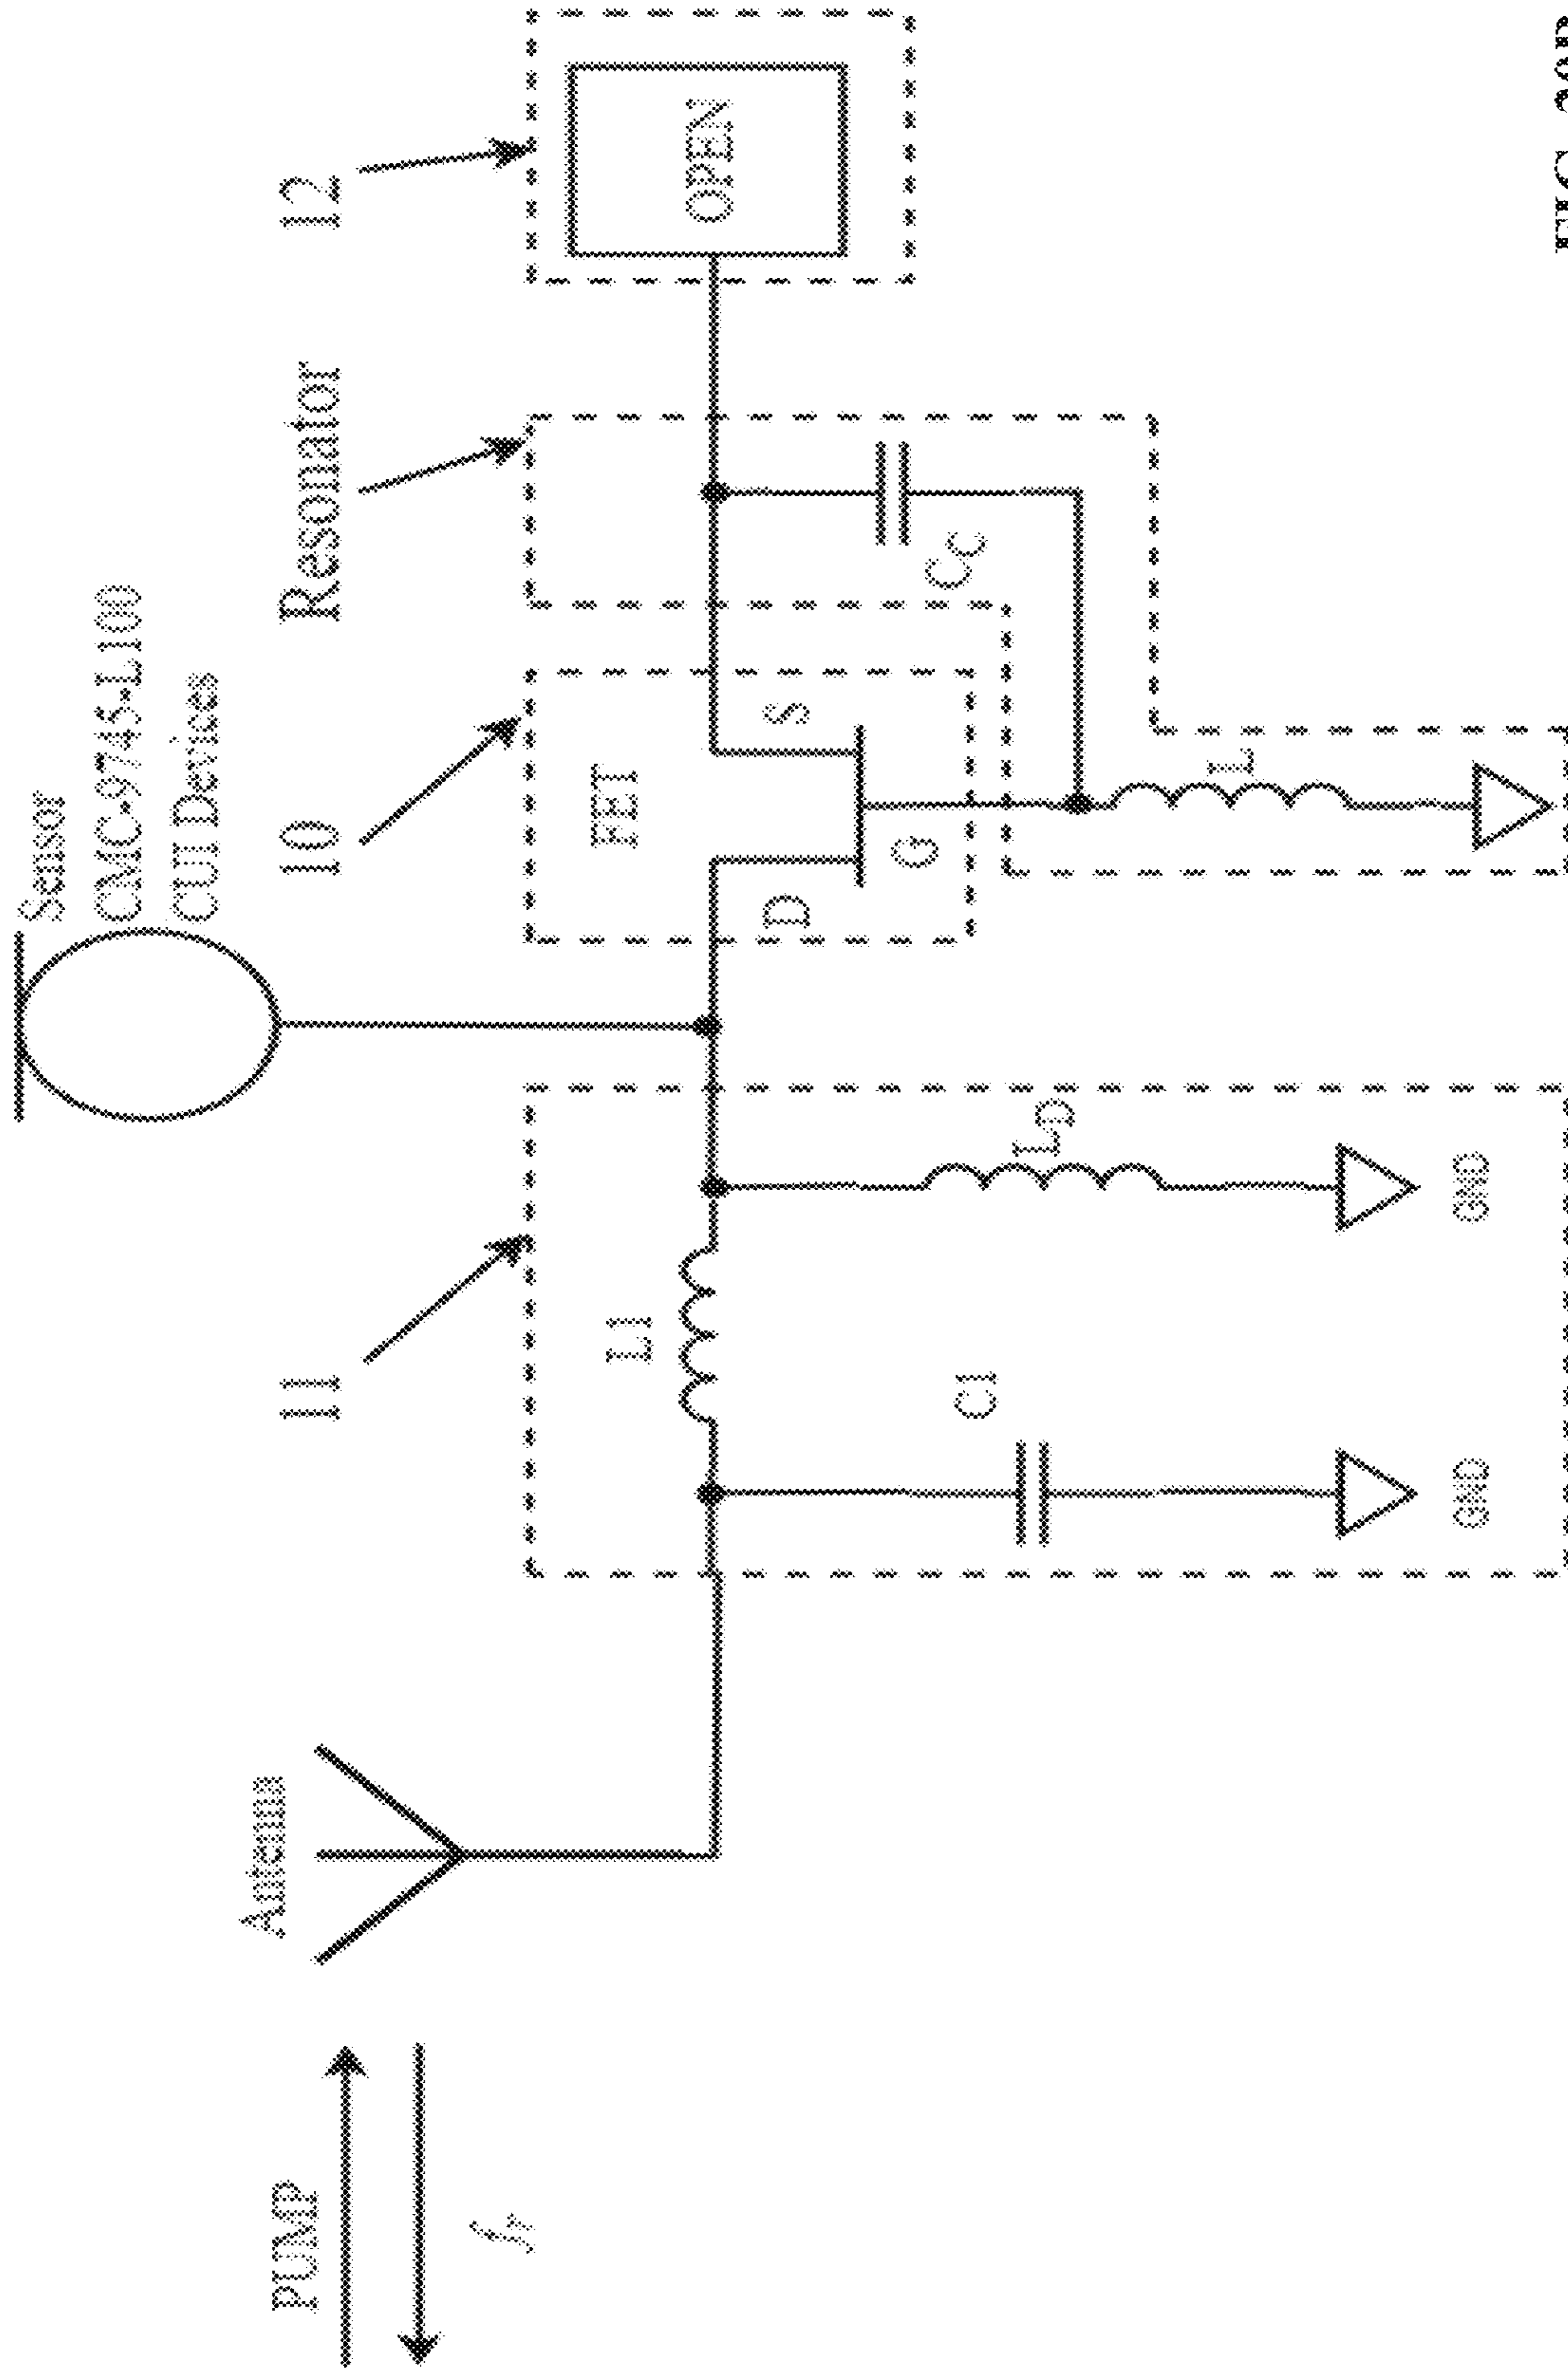 PUMP
fr
Antenna
11
L1
C1
GND
LD
GND
Sensor
CMC-9745-L100
CUI Devices
10
FET
D
S
G
L
Resonator
CC
12
OPEN